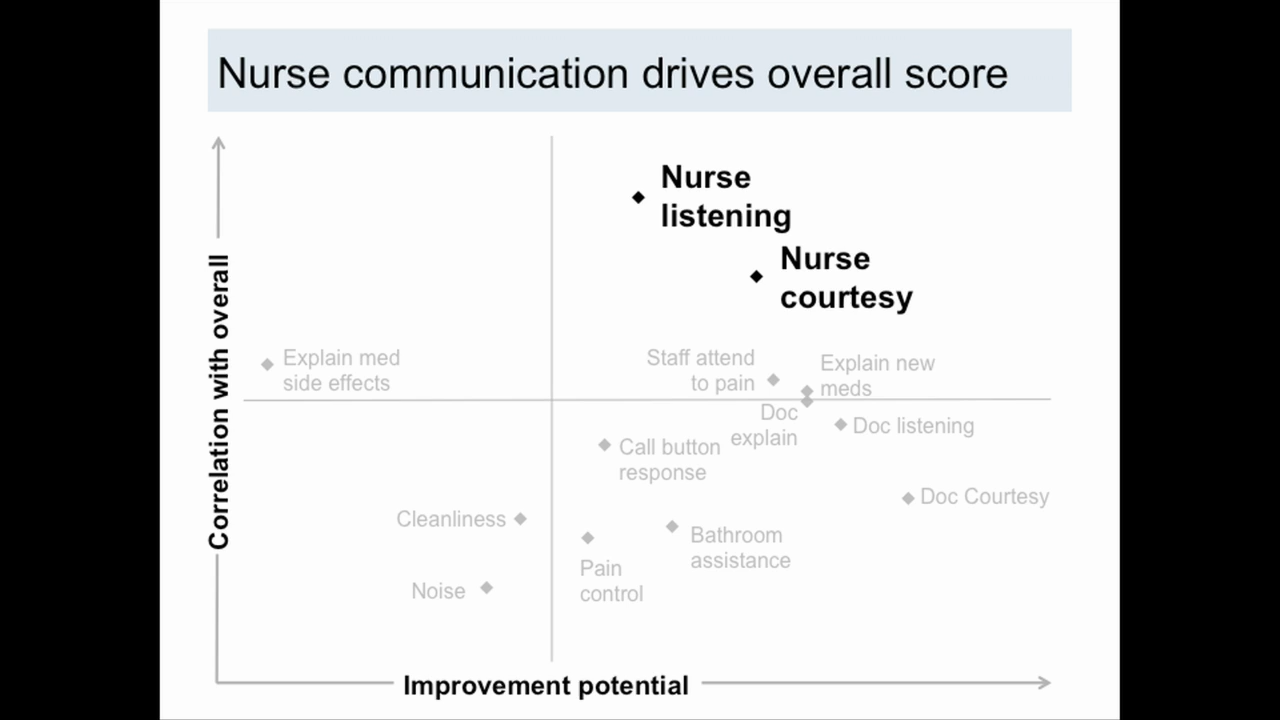 Nurse communication drives overall score
Nurse
listening
Nurse
courtesy
Correlation with overall
Explain med
side effects
Staff attend
to pain
Explain new
meds
Doc
explain
Doc listening
Call button
response
Doc Courtesy
Cleanliness
Bathroom
assistance
Pain
control
Noise
Improvement potential